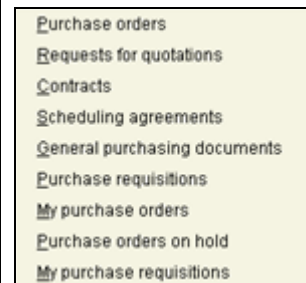 Purchase orders
Requests for quotations
Contracts
Scheduling agreements
General purchasing documents
Purchase requisitions
My purchase orders
Purchase orders on hold
My purchase requisitions